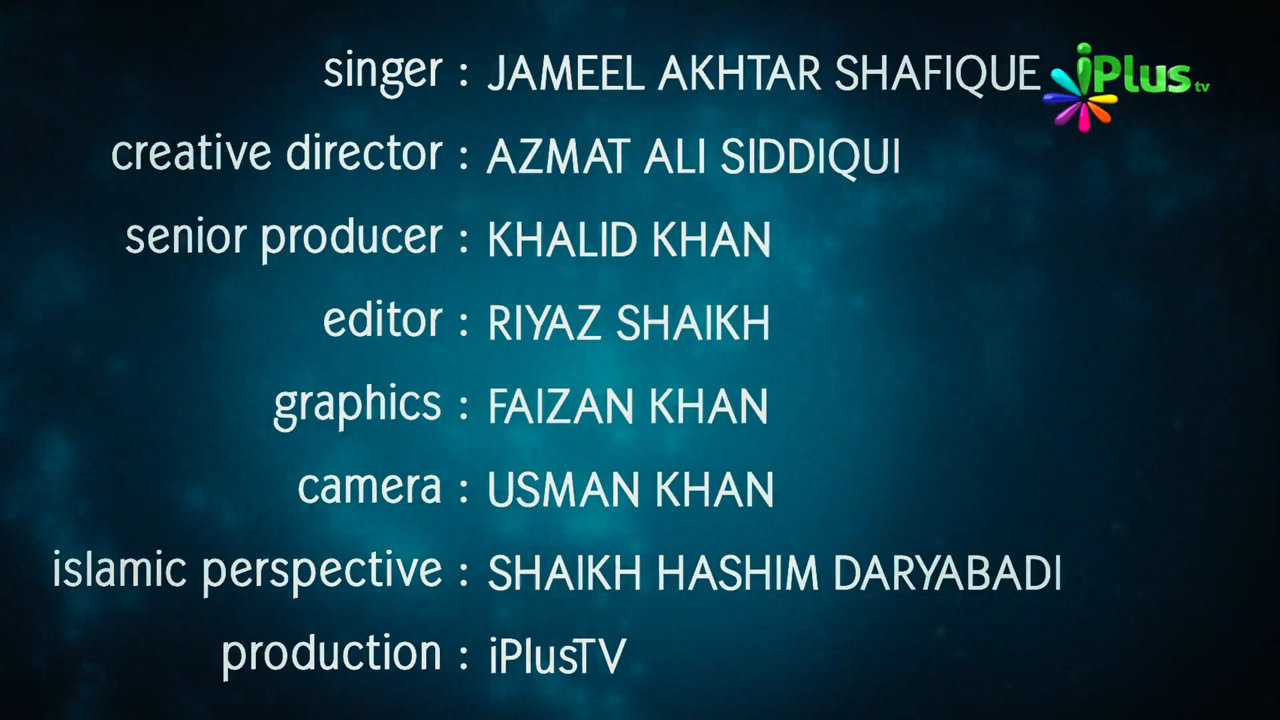 singer : JAMEEL AKHTAR SHAFIQUE
iPlus tv
creative director : AZMAT ALI SIDDIQUI
senior producer : KHALID KHAN
editor : RIYAZ SHAIKH
graphics : FAIZAN KHAN
camera : USMAN KHAN
islamic perspective : SHAIKH HASHIM DARYABADI
production : iPlusTV